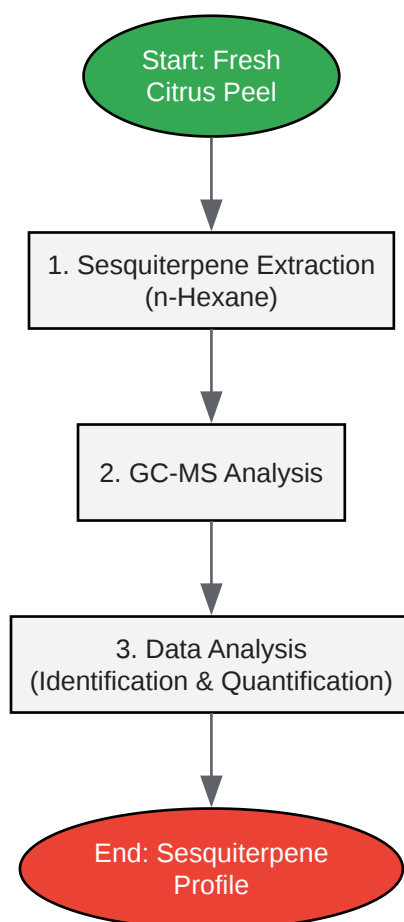 Start: Fresh
Citrus Peel
1. Sesquiterpene Extraction
(n-Hexane)
2. GC-MS Analysis
3. Data Analysis
(Identification & Quantification)
End: Sesquiterpene
Profile